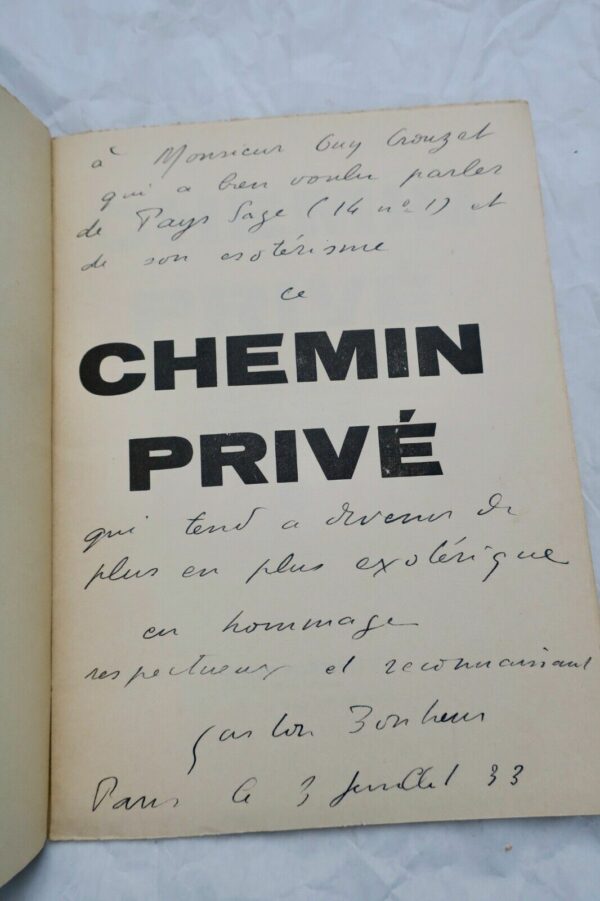 à Monsieur Guy Crouzet
qui a bien voulu parler
de Pays Sage (14 n° 1) et
de son esotérisme
ce
CHEMIN
PRIVÉ
qui tend a devenir de
plus en plus exotérique
en hommage
respectueux et reconnaissant
Gaston Bonheur
Paris le 3 Juillet 33